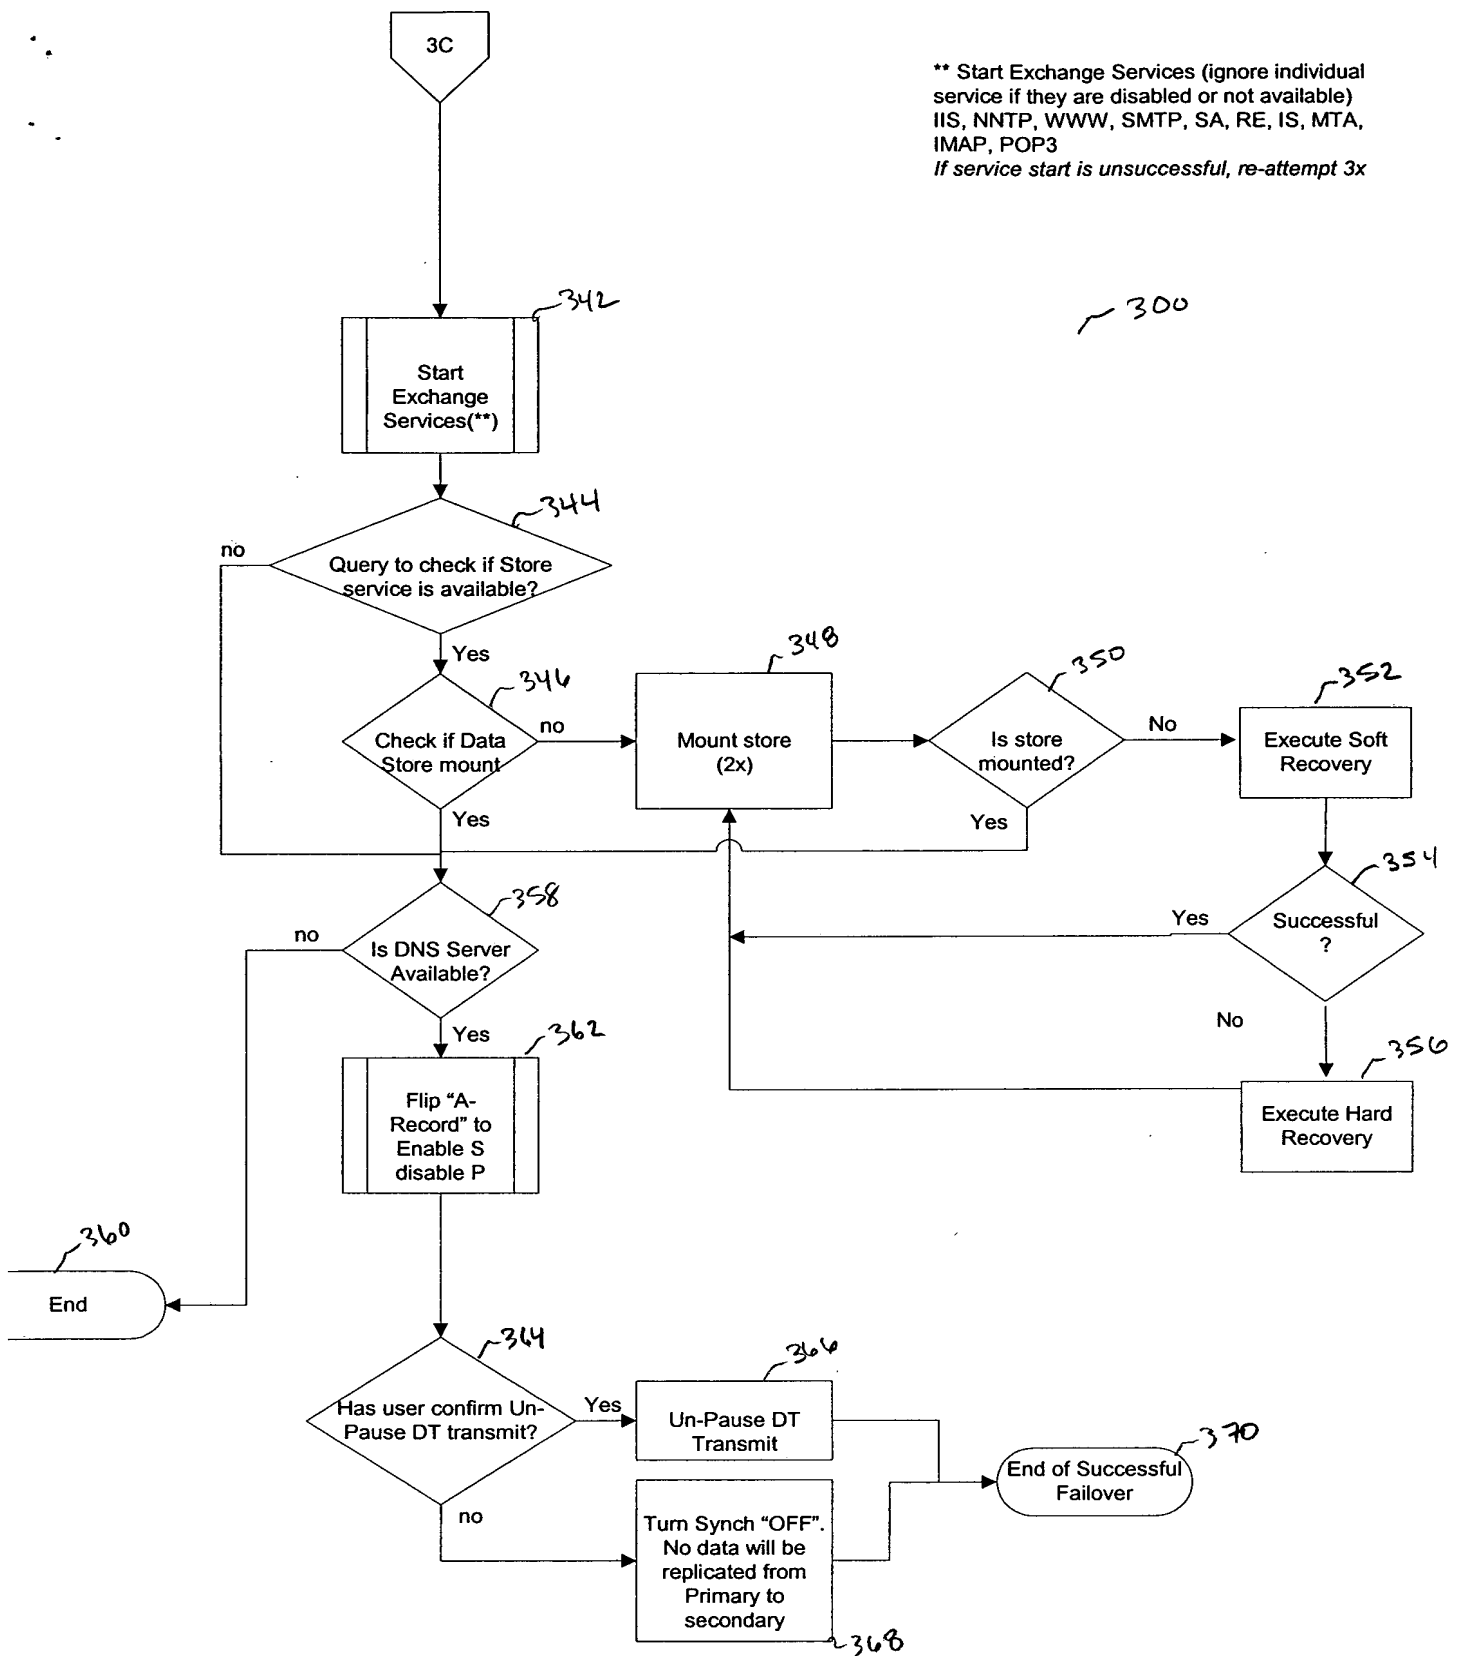 3C
** Start Exchange Services (ignore individual
service if they are disabled or not available)
IIS, NNTP, WWW, SMTP, SA, RE, IS, MTA,
IMAP, POP3
If service start is unsuccessful, re-attempt 3x
300
342
Start
Exchange
Services(**)
344
no
Query to check if Store
service is available?
Yes
346
Check if Data
Store mount
no
Yes
348
Mount store
(2x)
350
Is store
mounted?
No
Yes
352
Execute Soft
Recovery
354
Successful
?
Yes
No
356
Execute Hard
Recovery
358
Is DNS Server
Available?
no
Yes
362
Flip “A-
Record” to
Enable S
disable P
360
End
364
Has user confirm Un-
Pause DT transmit?
Yes
no
366
Un-Pause DT
Transmit
370
End of Successful
Failover
Turn Synch “OFF”.
No data will be
replicated from
Primary to
secondary
368